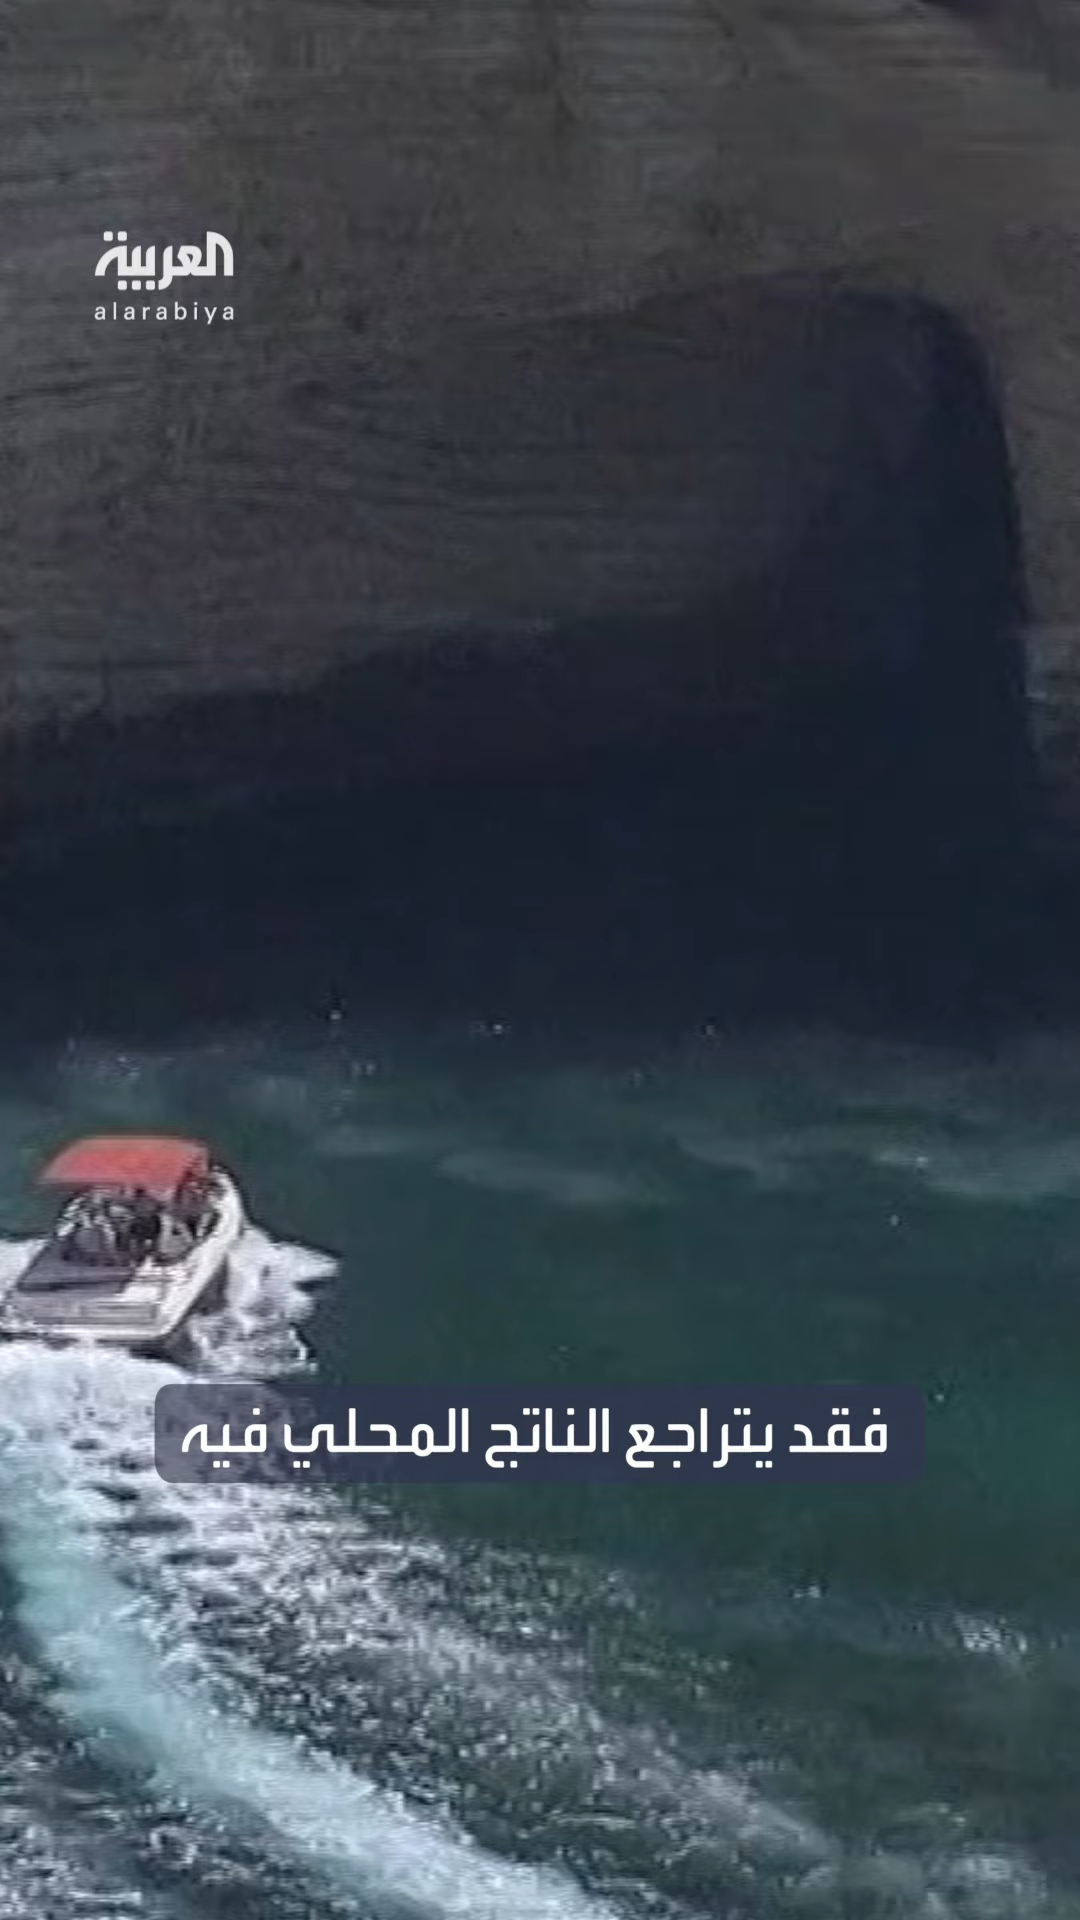 العربية
alarabiya
فقد يتراجع الناتج المحلي فيه